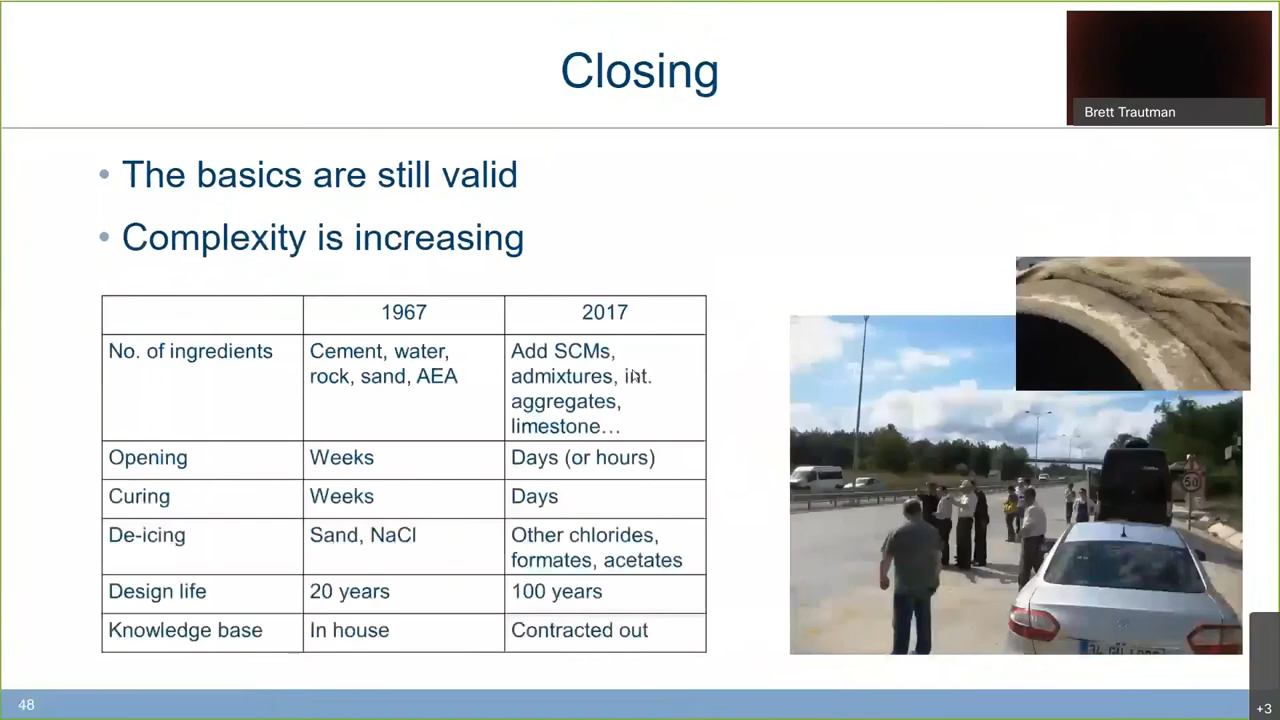 Closing
Brett Trautman
• The basics are still valid
• Complexity is increasing
1967
2017
No. of ingredients
Cement, water,
rock, sand, AEA
Add SCMs,
admixtures, int.
aggregates,
limestone…
Opening
Weeks
Days (or hours)
Curing
Weeks
Days
De-icing
Sand, NaCl
Other chlorides,
formates, acetates
Design life
20 years
100 years
Knowledge base
In house
Contracted out
50
48
+3